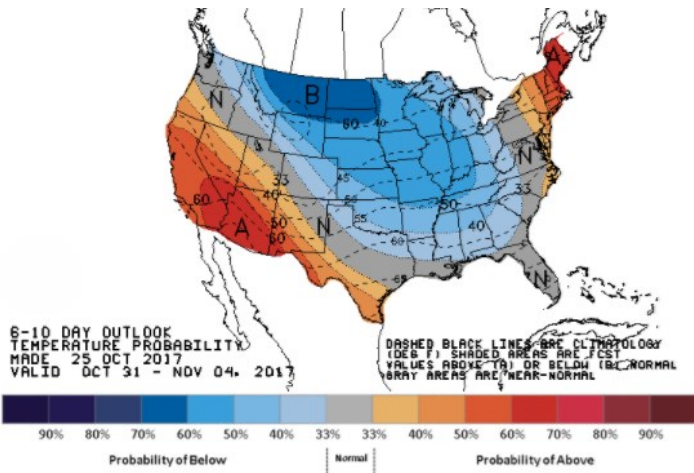 N
B
A
60
40
33
40
45
55
55
50
33
N
60
A
50
60
N
60
40
65
N
6-10 DAY OUTLOOK
TEMPERATURE PROBABILITY
MADE 25 OCT 2017
VALID OCT 31 - NOV 04, 2017
DASHED BLACK LINES ARE CLIMATOLOGY
(DEG F) SHADED AREAS ARE FCST
VALUES ABOVE (A) OR BELOW (B) NORMAL
GRAY AREAS ARE NEAR-NORMAL
90% 80% 70% 60% 50% 40% 33% 33% 40% 50% 60% 70% 80% 90%
Probability of Below Normal Probability of Above